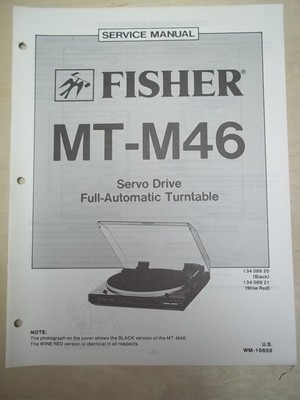 SERVICE MANUAL
FISHER®
MT-M46
Servo Drive
Full-Automatic Turntable
134 089 20
(Black)
134 089 21
(Wine Red)
NOTE:
The photograph on the cover shows the BLACK version of the MT-M46.
The WINE RED version is identical in all respects.
U.S.
WM-16658